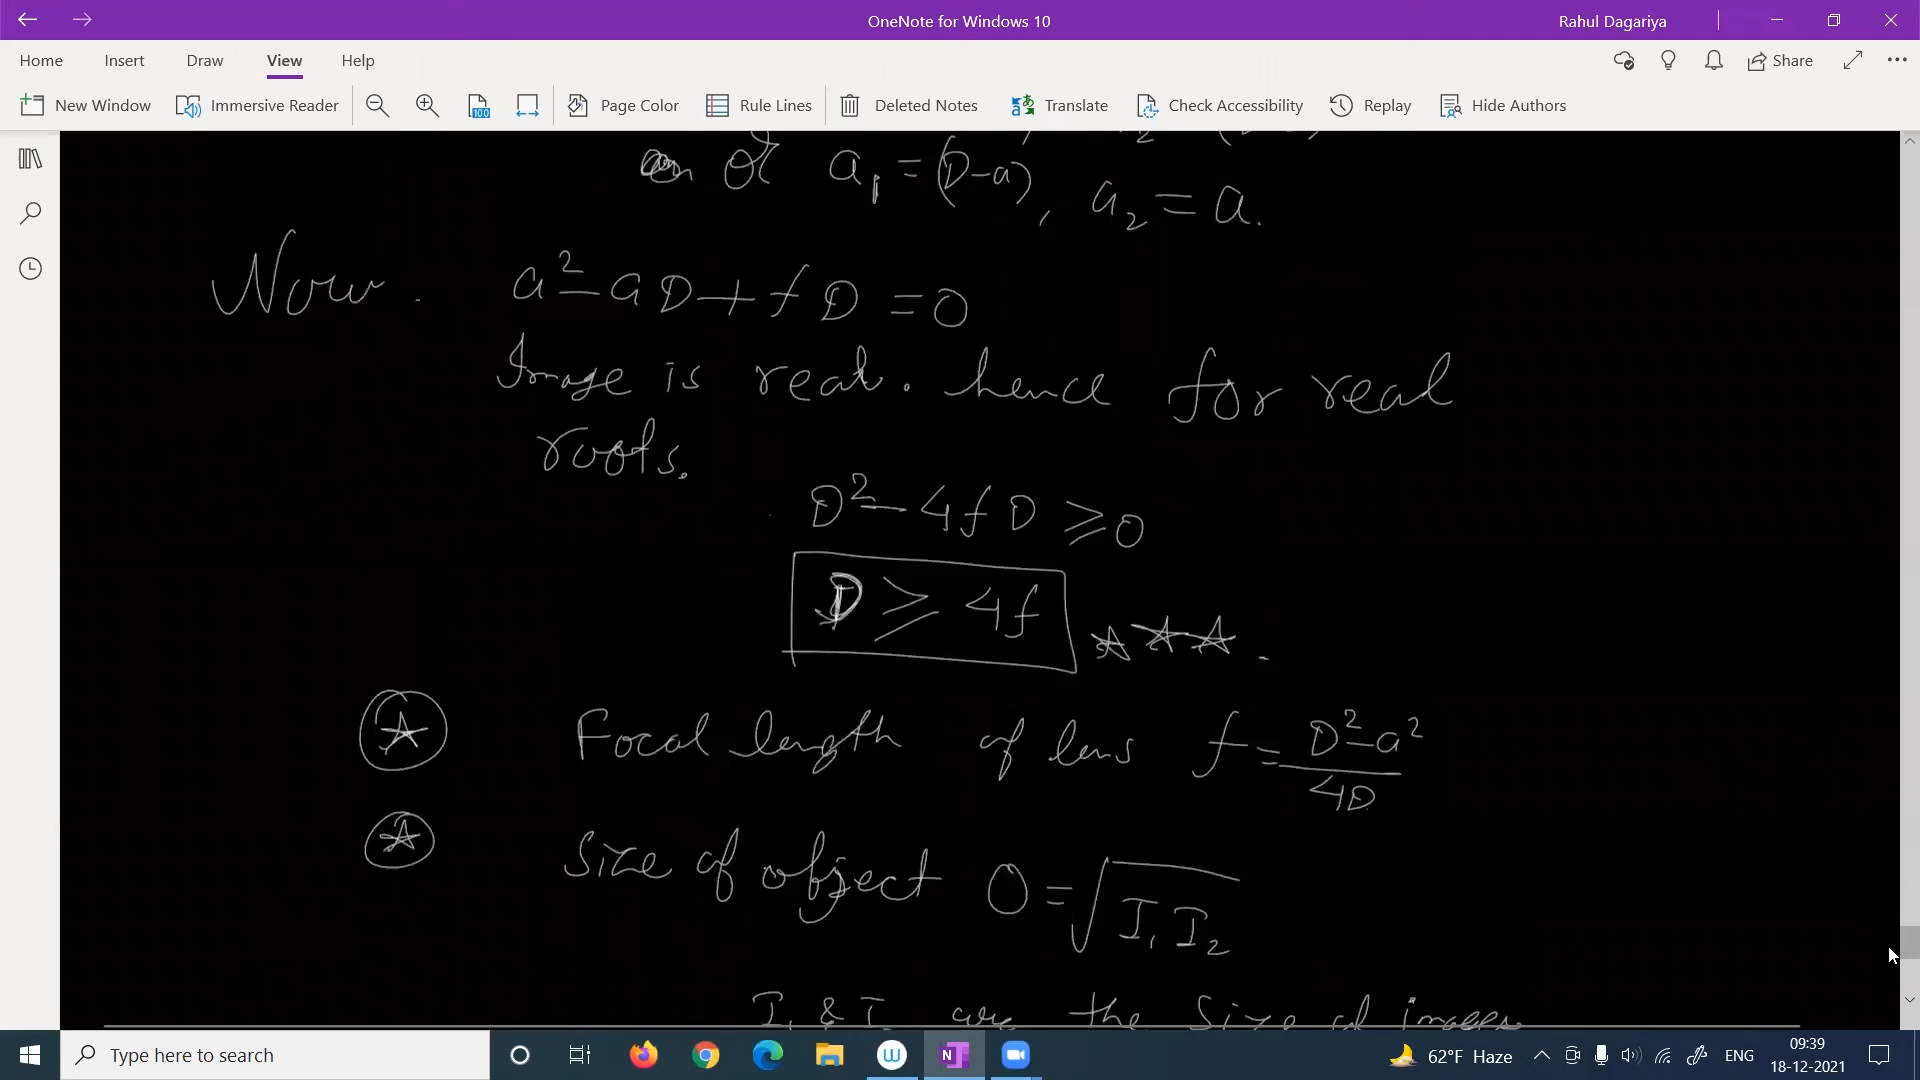 OneNote for Windows 10
Rahul Dagariya
Home Insert Draw View Help
Share
New Window Immersive Reader Page Color Rule Lines Deleted Notes Translate Check Accessibility Replay Hide Authors
or a₁ = (D-a), a₂ = a.
Now. a² - aD + fD = 0
Image is real. hence for real
roots.
D² - 4fD ≥ 0
D ≥ 4f
Focal length of lens f = (D² - a²)/4D
Size of object O = √(I₁ I₂)
I₁ & I are the size of images
Type here to search
62°F Haze
ENG
09:39
18-12-2021